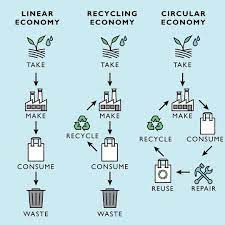 LINEAR ECONOMY
TAKE
MAKE
CONSUME
WASTE
RECYCLING ECONOMY
TAKE
MAKE
RECYCLE
CONSUME
WASTE
CIRCULAR ECONOMY
TAKE
MAKE
CONSUME
RECYCLE
REUSE
REPAIR